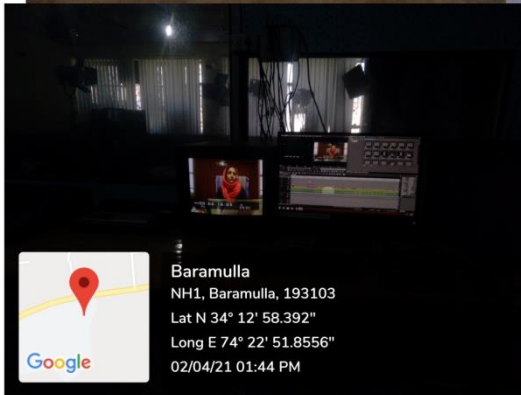 Google
Baramulla
NH1, Baramulla, 193103
Lat N 34° 12' 58.392"
Long E 74° 22' 51.8556"
02/04/21 01:44 PM